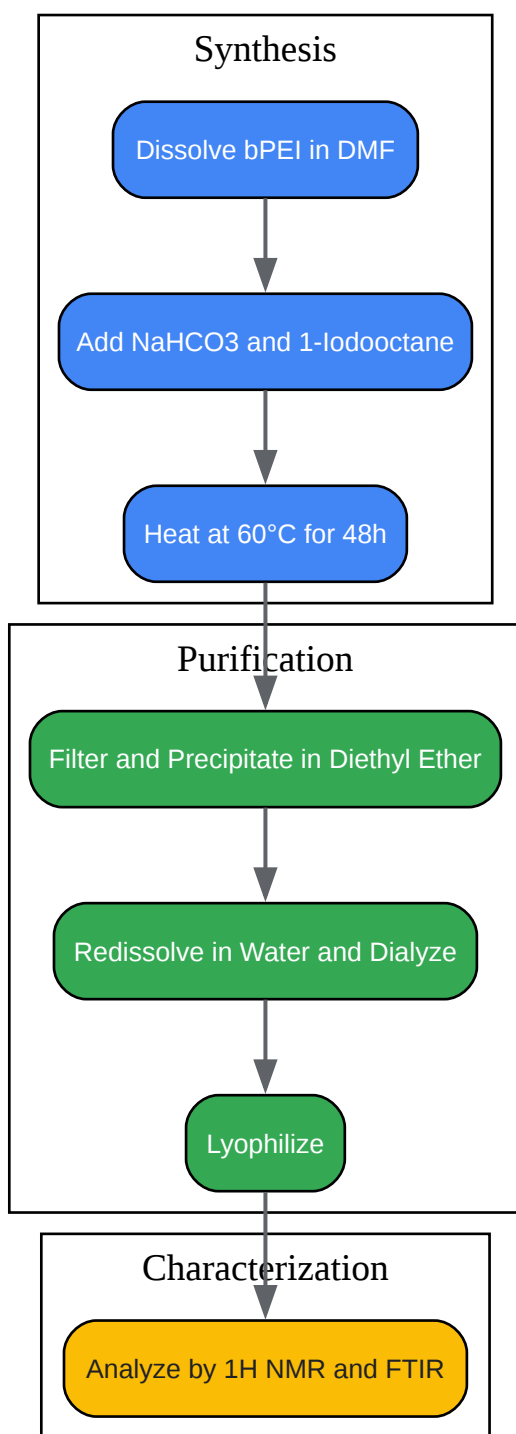 Synthesis
Dissolve bPEI in DMF
Add NaHCO3 and 1-Iodooctane
Heat at 60°C for 48h
Purification
Filter and Precipitate in Diethyl Ether
Redissolve in Water and Dialyze
Lyophilize
Characterization
Analyze by 1H NMR and FTIR